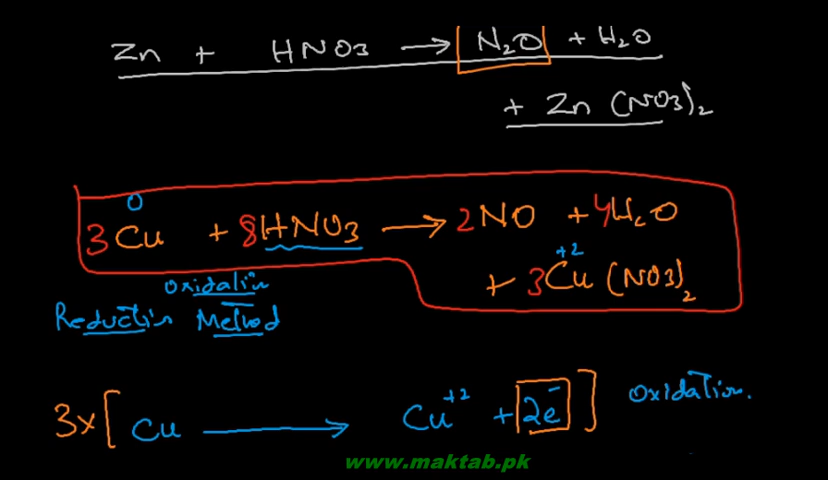 Zn + HNO3 → N2O + H2O
+ Zn (NO3)2
0
3Cu + 8HNO3 → 2NO + 4H2O
+2
+ 3Cu (NO3)2
Oxidation
Reduction Method
3x [ Cu → Cu+2 + 2e- ] Oxidation.
www.maktab.pk